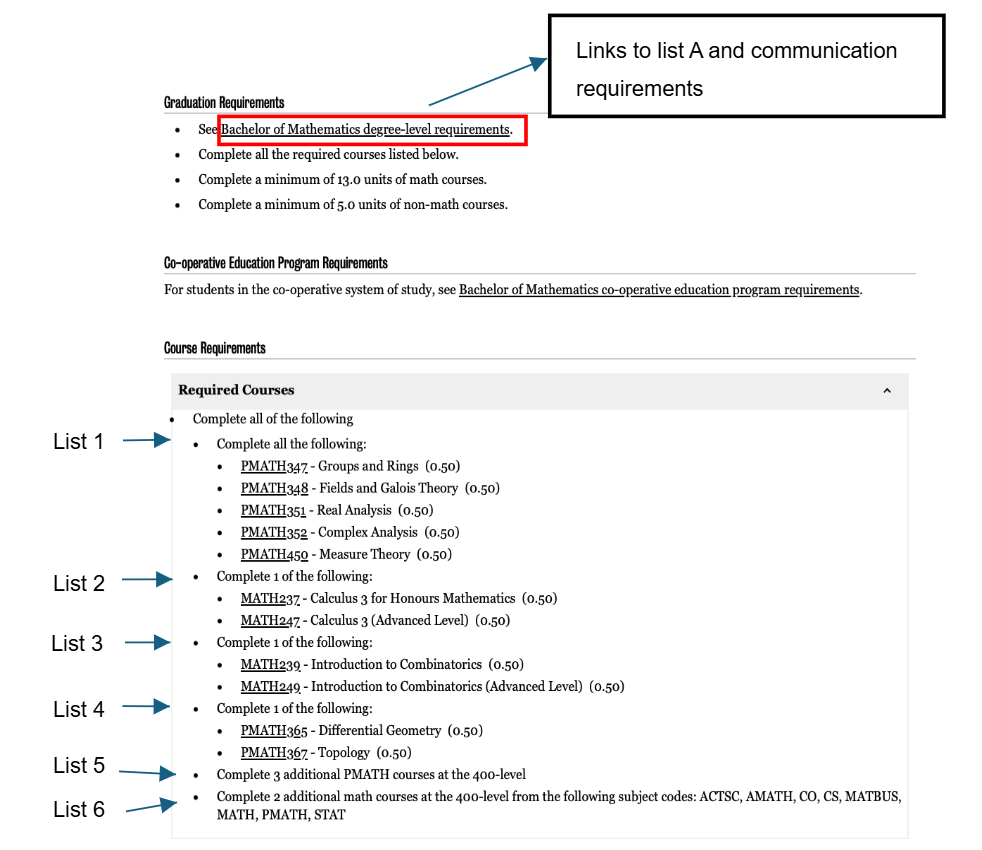 Links to list A and communication
requirements
Graduation Requirements
• See Bachelor of Mathematics degree-level requirements.
• Complete all the required courses listed below.
• Complete a minimum of 13.0 units of math courses.
• Complete a minimum of 5.0 units of non-math courses.
Co-operative Education Program Requirements
For students in the co-operative system of study, see Bachelor of Mathematics co-operative education program requirements.
Course Requirements
Required Courses
• Complete all of the following
List 1
• Complete all the following:
• PMATH347 - Groups and Rings (0.50)
• PMATH348 - Fields and Galois Theory (0.50)
• PMATH351 - Real Analysis (0.50)
• PMATH352 - Complex Analysis (0.50)
• PMATH450 - Measure Theory (0.50)
List 2
• Complete 1 of the following:
• MATH237 - Calculus 3 for Honours Mathematics (0.50)
• MATH247 - Calculus 3 (Advanced Level) (0.50)
List 3
• Complete 1 of the following:
• MATH239 - Introduction to Combinatorics (0.50)
• MATH249 - Introduction to Combinatorics (Advanced Level) (0.50)
List 4
• Complete 1 of the following:
• PMATH365 - Differential Geometry (0.50)
• PMATH367 - Topology (0.50)
List 5
• Complete 3 additional PMATH courses at the 400-level
List 6
• Complete 2 additional math courses at the 400-level from the following subject codes: ACTSC, AMATH, CO, CS, MATBUS,
MATH, PMATH, STAT